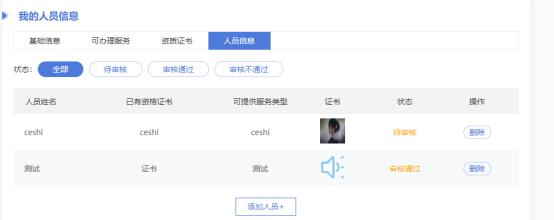 我的人员信息
基础信息 可办理服务 资质证书 人员信息
状态： 全部 待审核 审核通过 审核不通过
人员姓名 已有资格证书 可提供服务类型 证书 状态 操作
ceshi ceshi ceshi 待审核 删除
测试 证书 测试 审核通过 删除
添加人员+